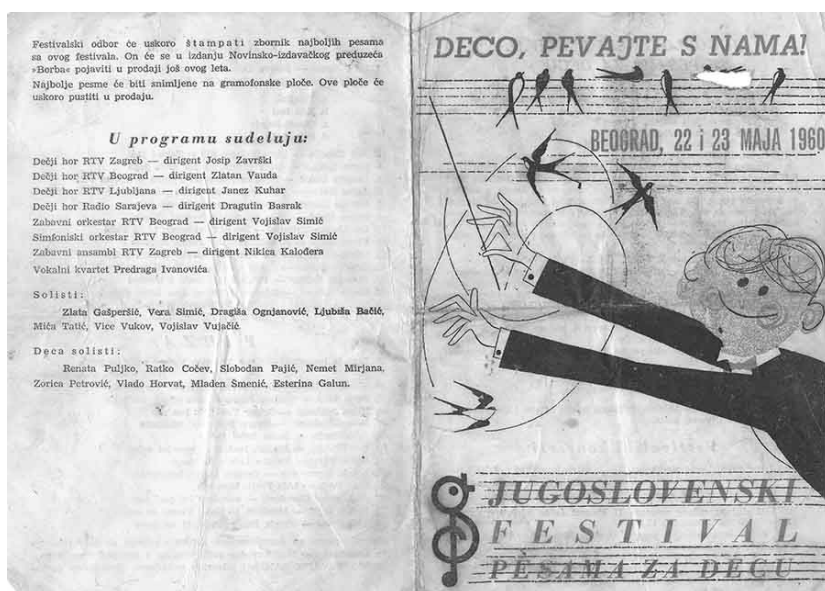 Festivalski odbor će uskoro štampati zbornik najboljih pesama
sa ovog festivala. On će se u izdanju Novinsko-izdavačkog preduzeća
»Borba« pojaviti u prodaji još ovog leta.
Najbolje pesme će biti snimljene na gramofonske ploče. Ove ploče će
uskoro pustiti u prodaju.
U programu sudeluju:
Dečji hor RTV Zagreb — dirigent Josip Završki
Dečji hor RTV Beograd — dirigent Zlatan Vauda
Dečji hor RTV Ljubljana — dirigent Janez Kuhar
Dečji hor Radio Sarajeva — dirigent Dragutin Basrak
Zabavni orkestar RTV Beograd — dirigent Vojislav Simić
Simfoniski orkestar RTV Beograd — dirigent Vojislav Simić
Zabavni ansambl RTV Zagreb — dirigent Nikica Kalođera
Vokalni kvartet Predraga Ivanovića
Solisti:
Zlata Gašperšić, Vera Simić, Dragiša Ognjanović, Ljubiša Bačić,
Mića Tatić, Vice Vukov, Vojislav Vujačić
Deca solisti:
Renata Puljko, Ratko Cočev, Slobodan Pajić, Nemet Mirjana,
Zorica Petrović, Vlado Horvat, Mladen Šmenić, Esterina Galun.
DECO, PEVAJTE S NAMA!
BEOGRAD, 22 i 23 MAJA 1960
JUGOSLOVENSKI
FESTIVAL
PESAMA ZA DECU